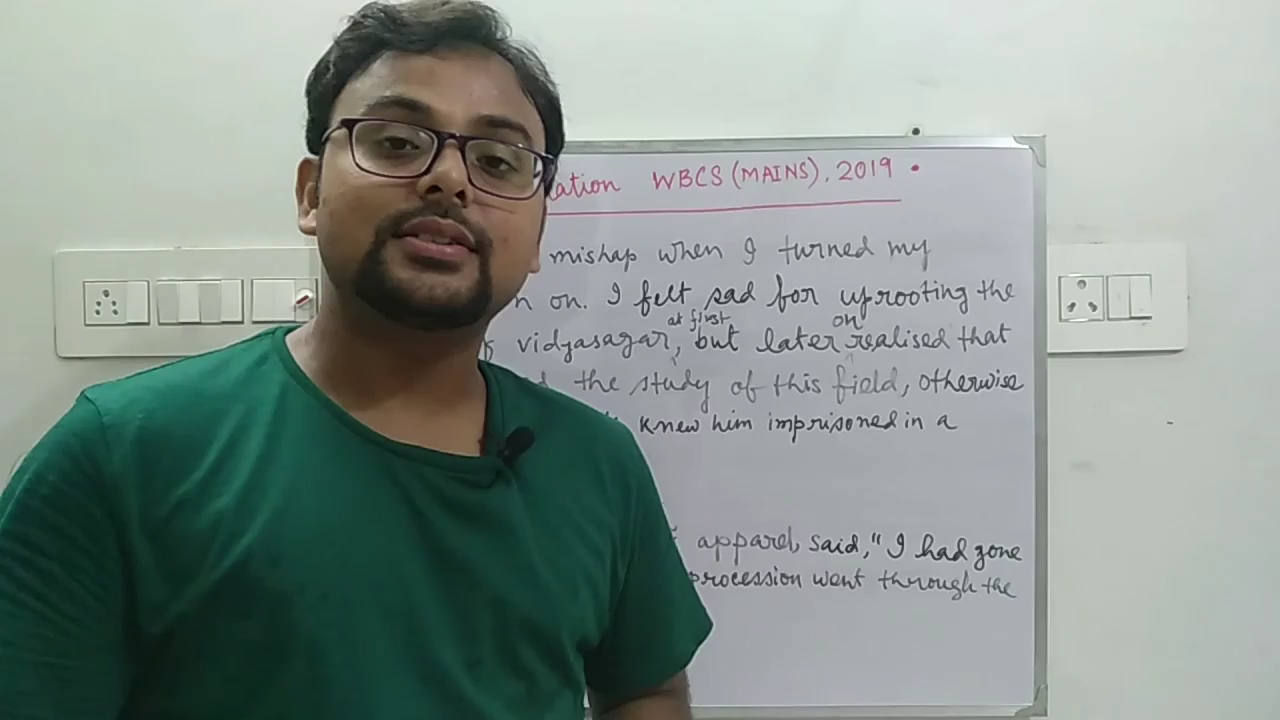 WBCS (MAINS), 2019 .
mishap when I turned my
on. I felt sad for uprooting the
at first on
vidyasagar, but later realised that
the study of this field, otherwise
knew him imprisoned in a
apparel, said, "I had gone
procession went through the